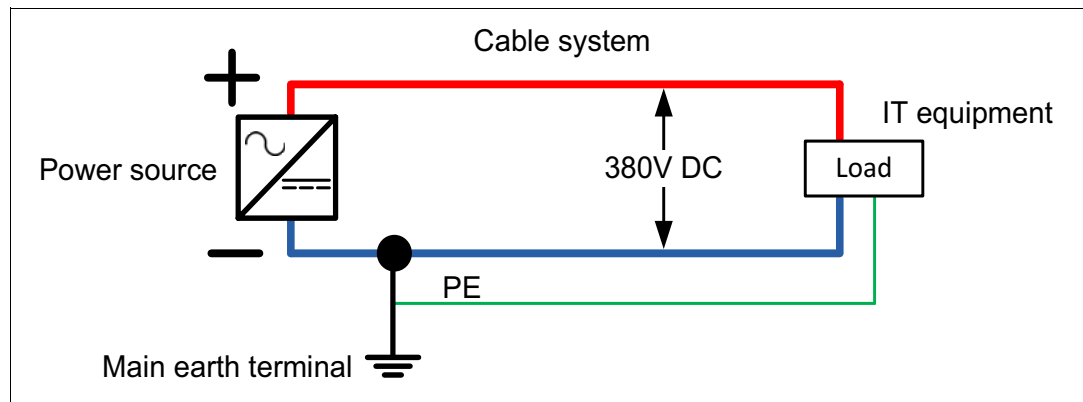 Cable system
+
IT equipment
Power source
380V DC
Load
−
PE
Main earth terminal